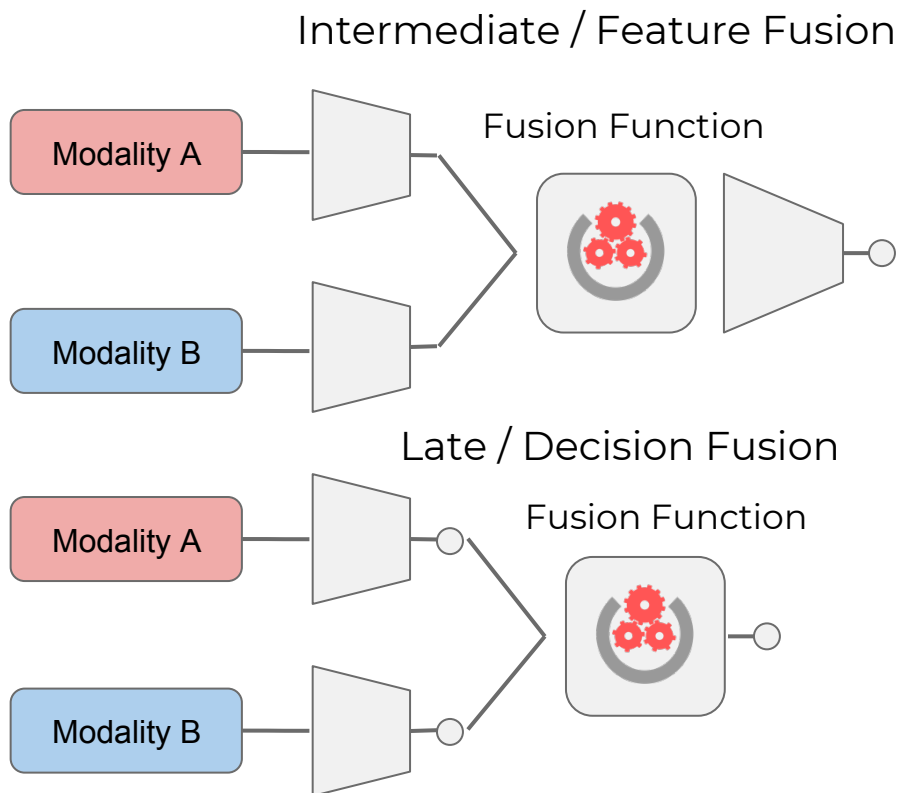 Intermediate / Feature Fusion
Fusion Function
Modality A
Modality B
Late / Decision Fusion
Fusion Function
Modality A
Modality B